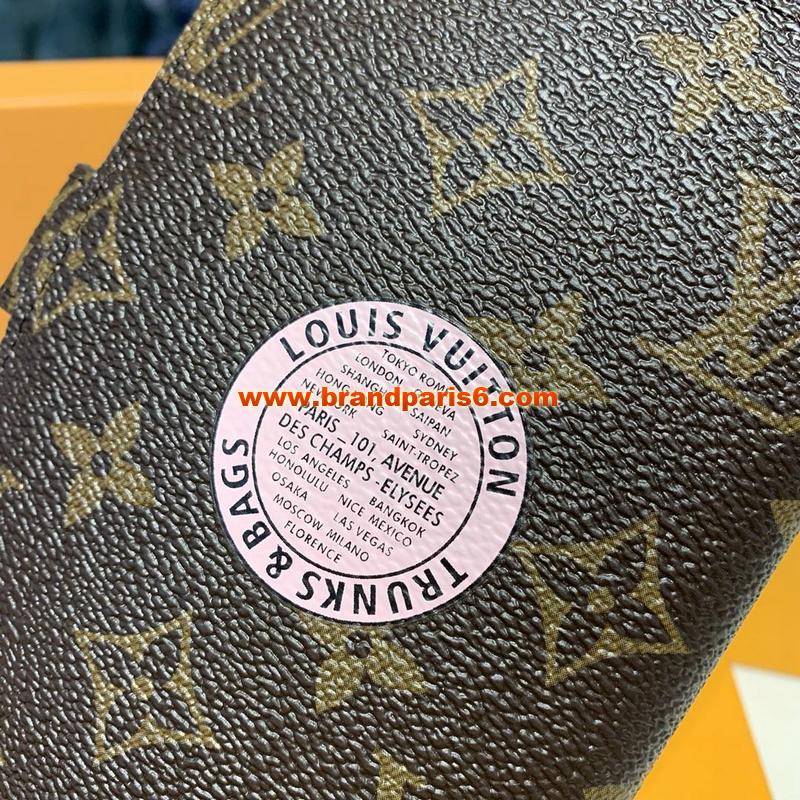 LOUIS VUITTON
TOKYO ROME
LONDON GENEVA
SHANGHAI SAIPAN
HONG KONG SYDNEY
NEW YORK SAINT-TROPEZ
www.brandparis6.com
PARIS – 101, AVENUE
DES CHAMPS-ELYSEES
LOS ANGELES BANGKOK
HONOLULU NICE MEXICO
OSAKA LAS VEGAS
MOSCOW MILANO
FLORENCE
TRUNKS & BAGS